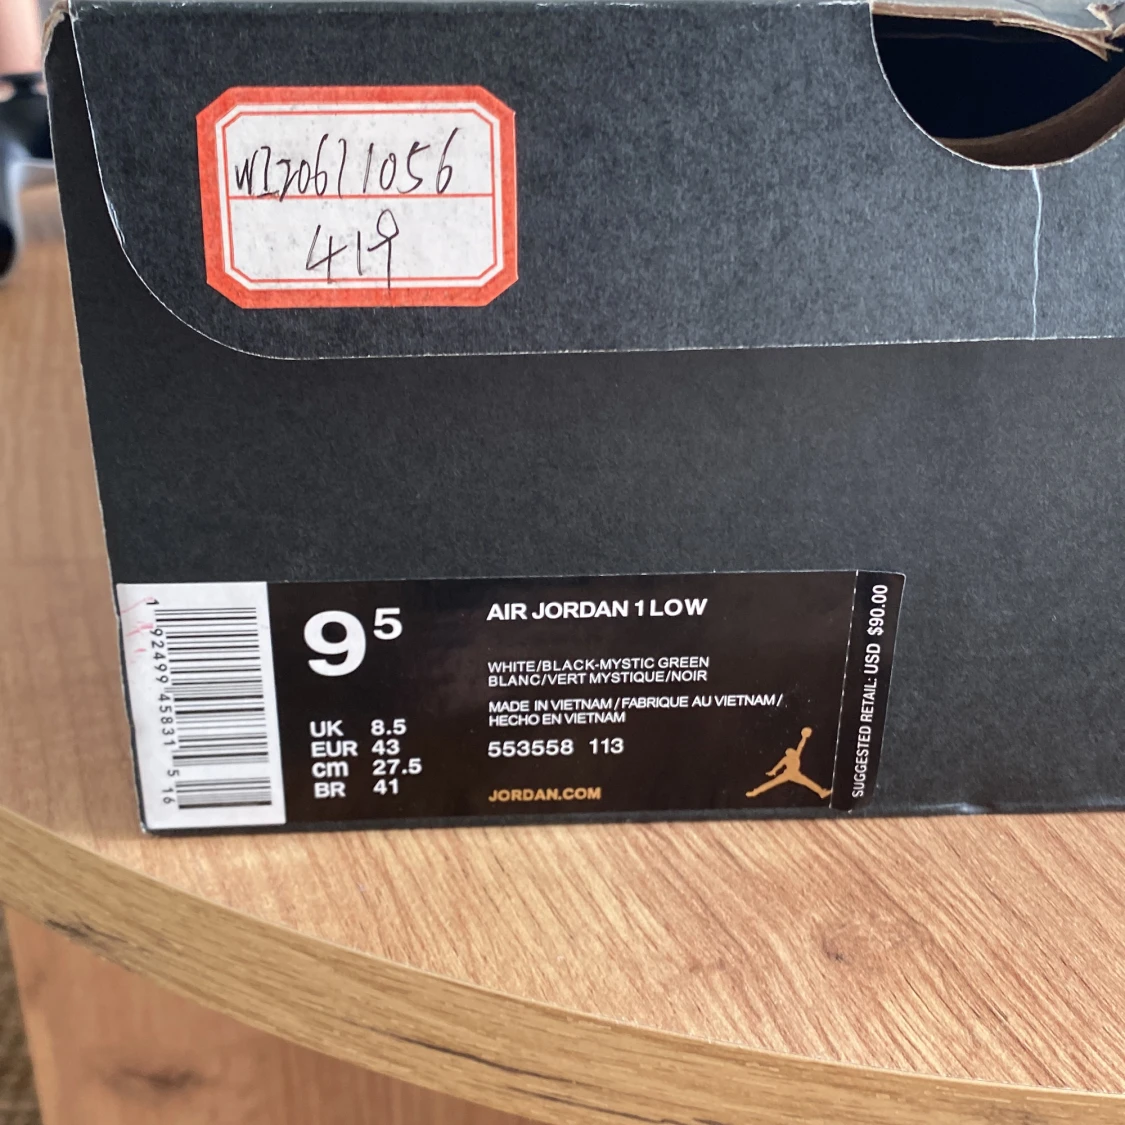 WI20671056
419
1 92499 45831 5 16
9⁵
UK 8.5
EUR 43
cm 27.5
BR 41
AIR JORDAN 1 LOW
WHITE/BLACK-MYSTIC GREEN
BLANC/VERT MYSTIQUE/NOIR
MADE IN VIETNAM/FABRIQUE AU VIETNAM/
HECHO EN VIETNAM
553558 113
JORDAN.COM
SUGGESTED RETAIL: USD $90.00